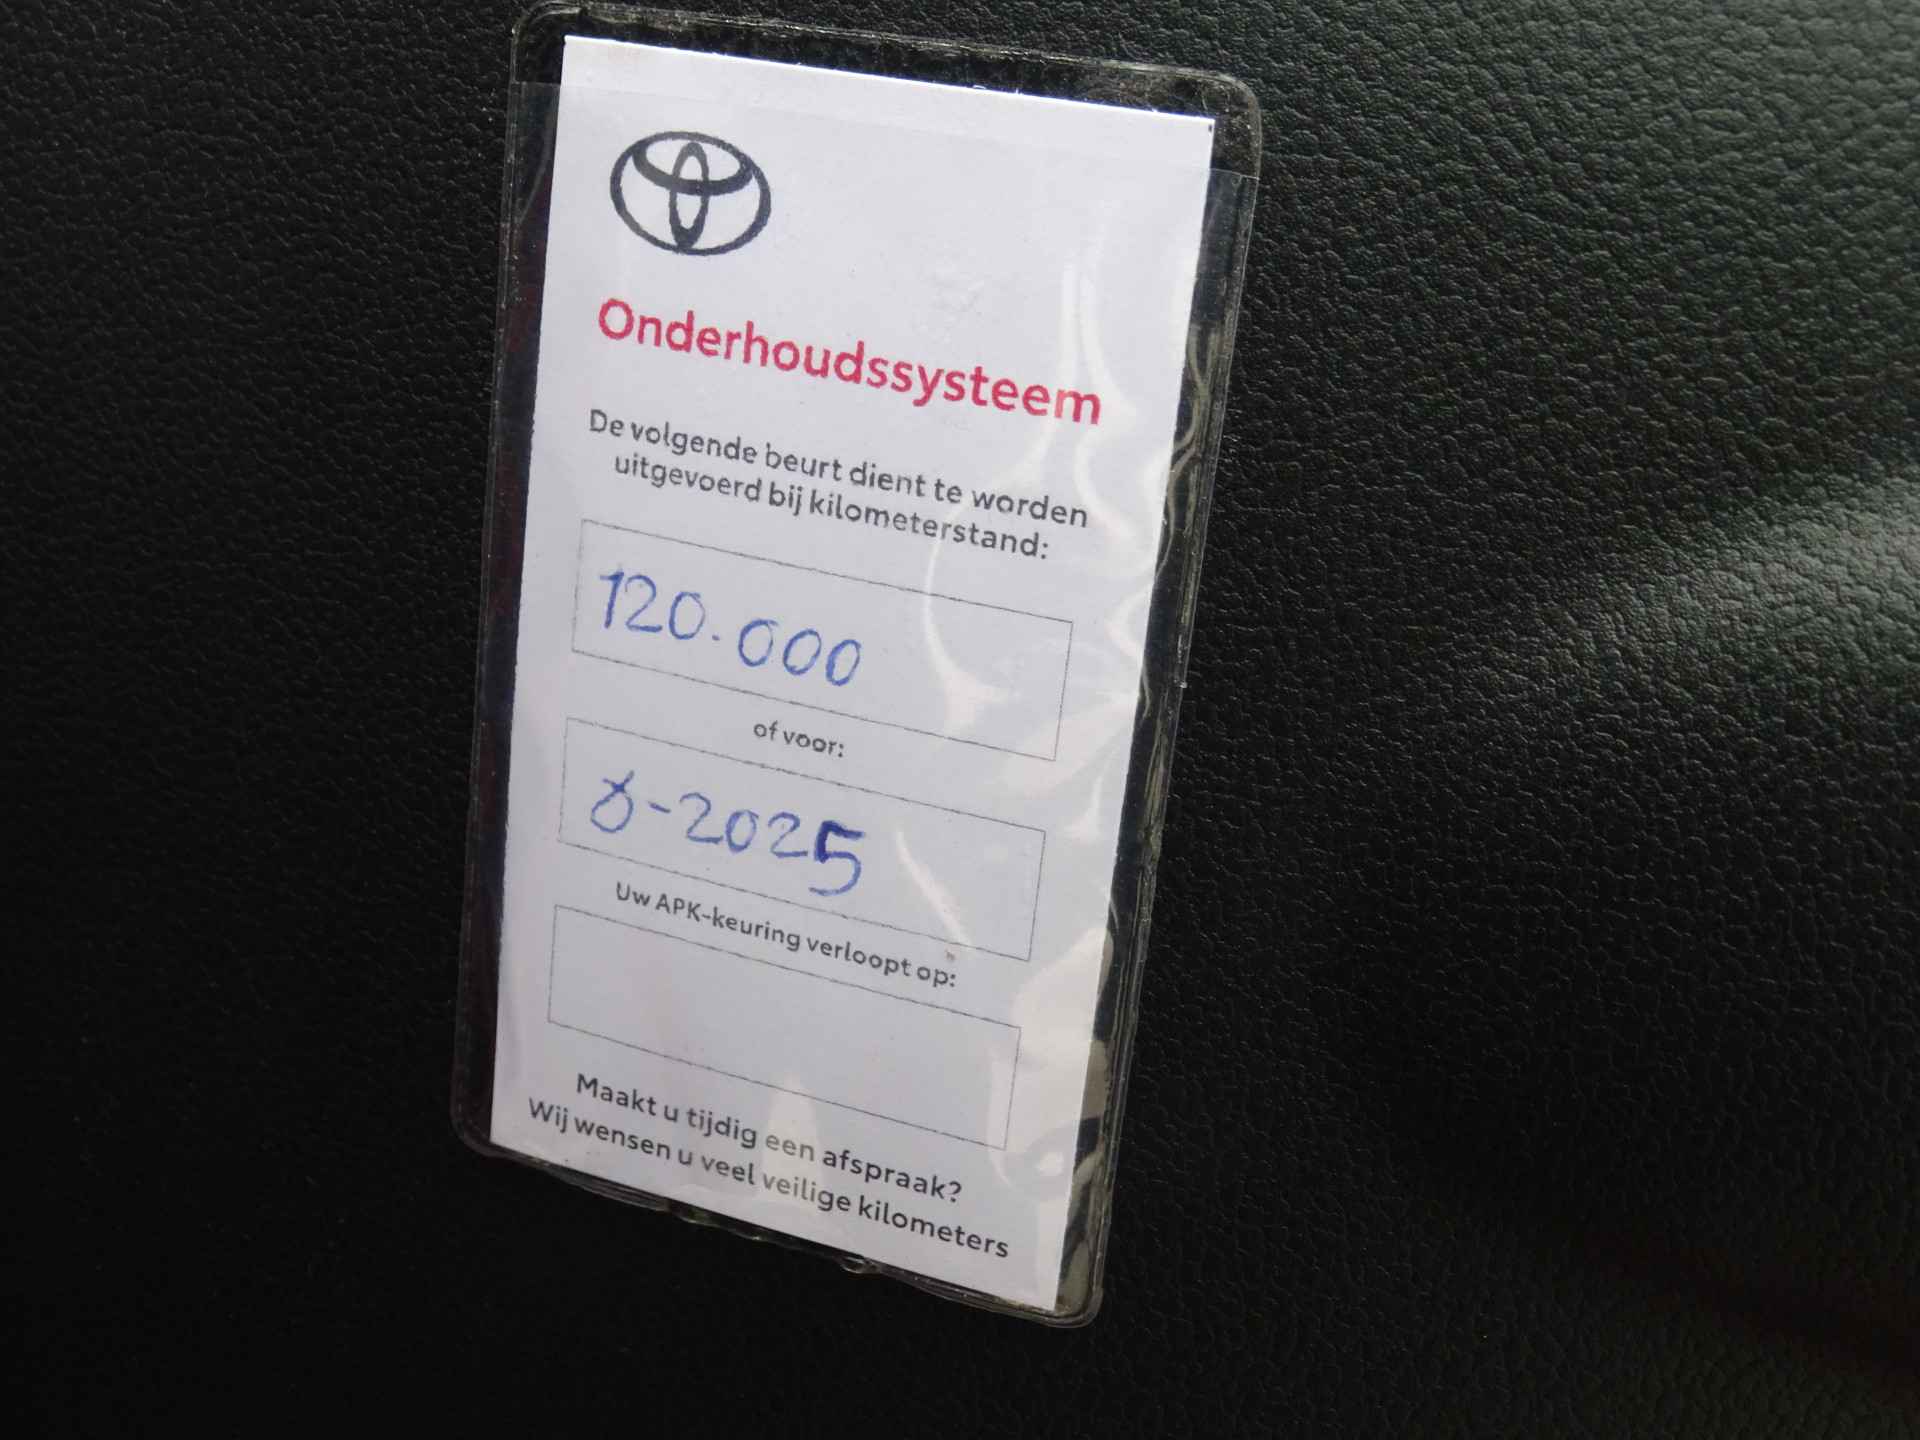 Onderhoudssysteem
De volgende beurt dient te worden
uitgevoerd bij kilometerstand:
120.000
of voor:
8-2025
Uw APK-keuring verloopt op:
Maakt u tijdig een afspraak?
Wij wensen u veel veilige kilometers